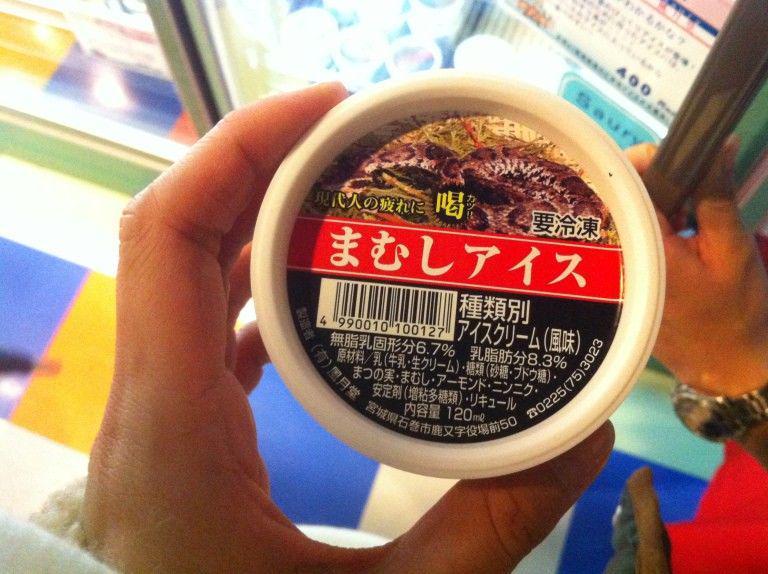 現代人の疲れに 喝 カツ!!
要冷凍
まむしアイス
種類別
アイスクリーム(風味)
4 990010 100127
無脂乳固形分6.7% 乳脂肪分8.3%
原材料/乳(牛乳・生クリーム)・糖類(砂糖・ブドウ糖)・
まつの実・まむし・アーモンド・ニンニク・
安定剤(増粘多糖類)・リキュール
内容量 120mℓ
製造者 (有)黒月堂 宮城県石巻市鹿又字役場前50 ☎0225(75)3023
400